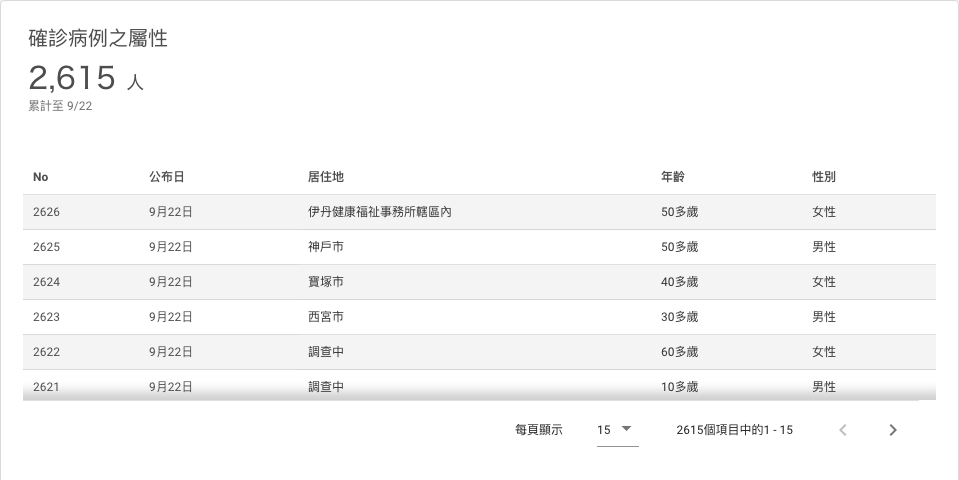 確診病例之屬性
2,615 人
累計至 9/22
No 公布日 居住地 年齡 性別
2626 9月22日 伊丹健康福祉事務所轄區內 50多歲 女性
2625 9月22日 神戶市 50多歲 男性
2624 9月22日 寶塚市 40多歲 女性
2623 9月22日 西宮市 30多歲 男性
2622 9月22日 調查中 60多歲 女性
2621 9月22日 調查中 10多歲 男性
每頁顯示 15 2615個項目中的1 - 15